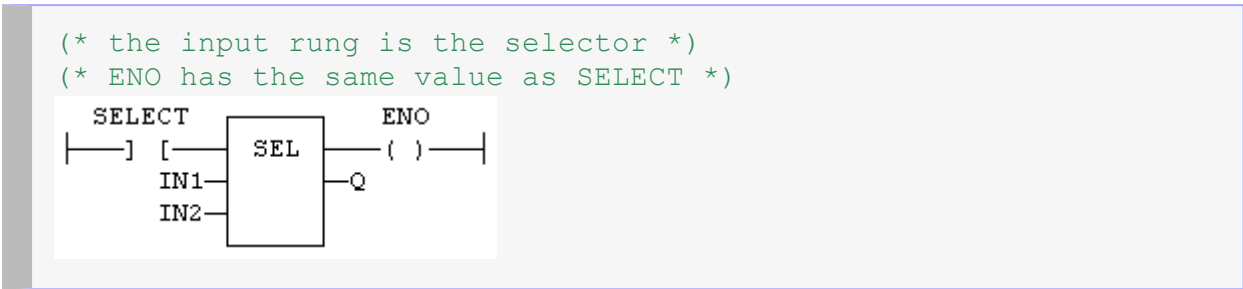 (* the input rung is the selector *)
(* ENO has the same value as SELECT *)
SELECT ENO
] [ SEL ( )
IN1 Q
IN2